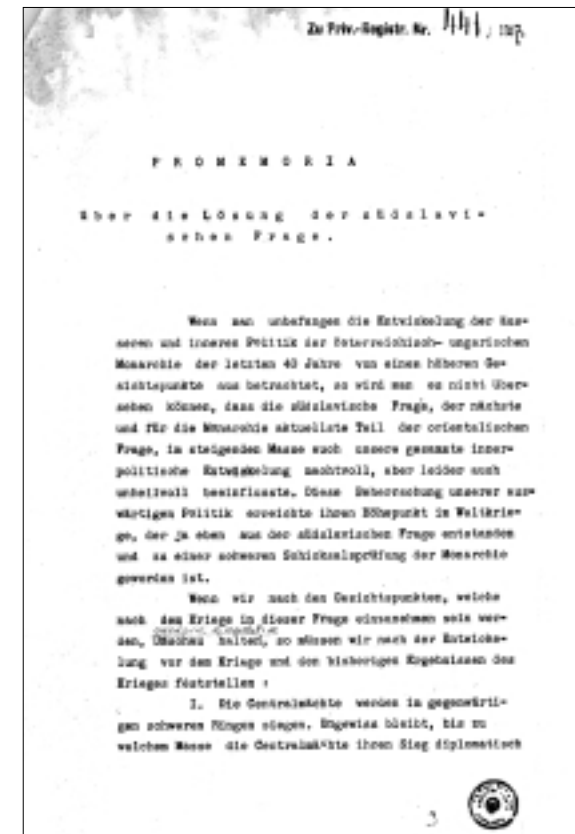 Zu Priv.-Registr. Nr.
PROMEMORIA
über die Lösung der südslavi-
schen Frage.
Wenn man unbefangen die Entwickelung der äus-
seren und inneren Politik der österreichisch- ungarischen
Monarchie der letzten 40 Jahre von einem höheren Ge-
sichtspunkte aus betrachtet, so wird man es nicht über-
sehen können, dass die südslavische Frage, der nächste
und für die Monarchie aktuellste Teil der orientalischen
Frage, in steigendem Masse auch unsere gesamte inner-
politische Entwickelung machtvoll, aber leider auch
unheilvoll beeinflusste. Diese Beherrschung unserer aus-
wärtigen Politik erreichte ihren Höhepunkt im Weltkrie-
ge, der ja eben aus der südslavischen Frage entstanden
und zu einer schweren Schicksalsprüfung der Monarchie
geworden ist.
Wenn wir nach den Gesichtspunkten, welche
nach dem Kriege in dieser Frage einzunehmen sein wer-
den, Umschau halten, so müssen wir nach der Entwicke-
lung vor dem Kriege und den bisherigen Ergebnissen des
Krieges feststellen :
I. Die Centralmächte werden im gegenwärti-
gen schweren Ringen siegen. Ungewiss bleibt, bis zu
welchem Masse die Centralmächte ihren Sieg diplomatisch
3